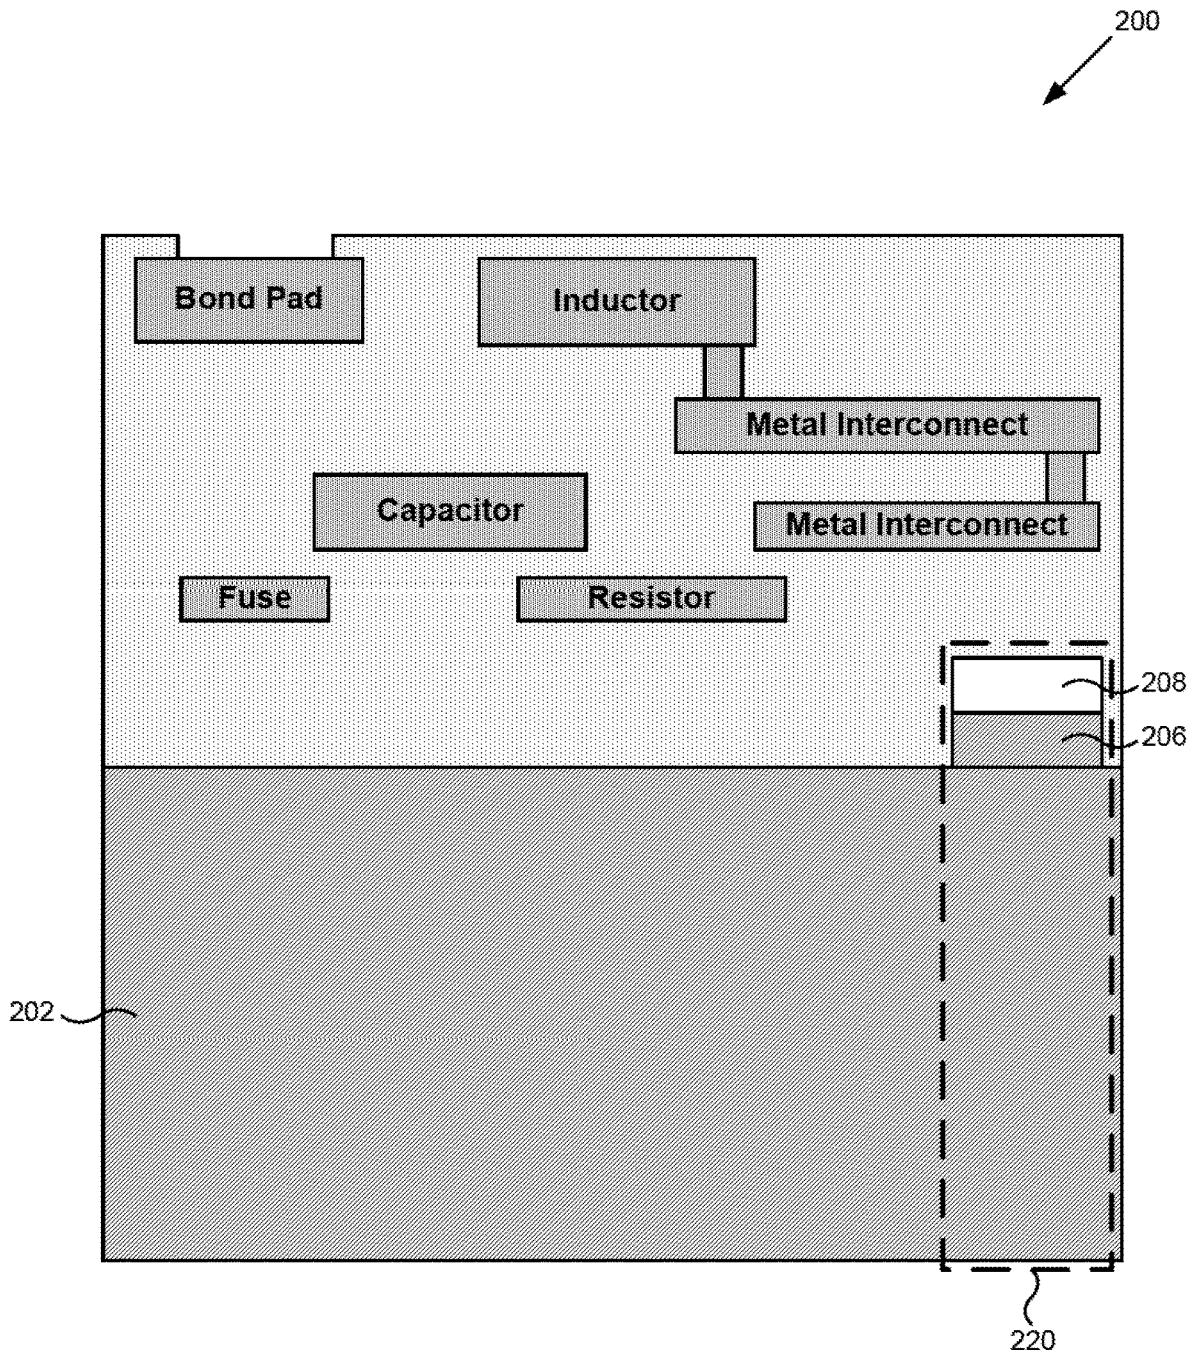 200
Bond Pad
Inductor
Metal Interconnect
Capacitor
Metal Interconnect
Fuse
Resistor
208
206
202
220